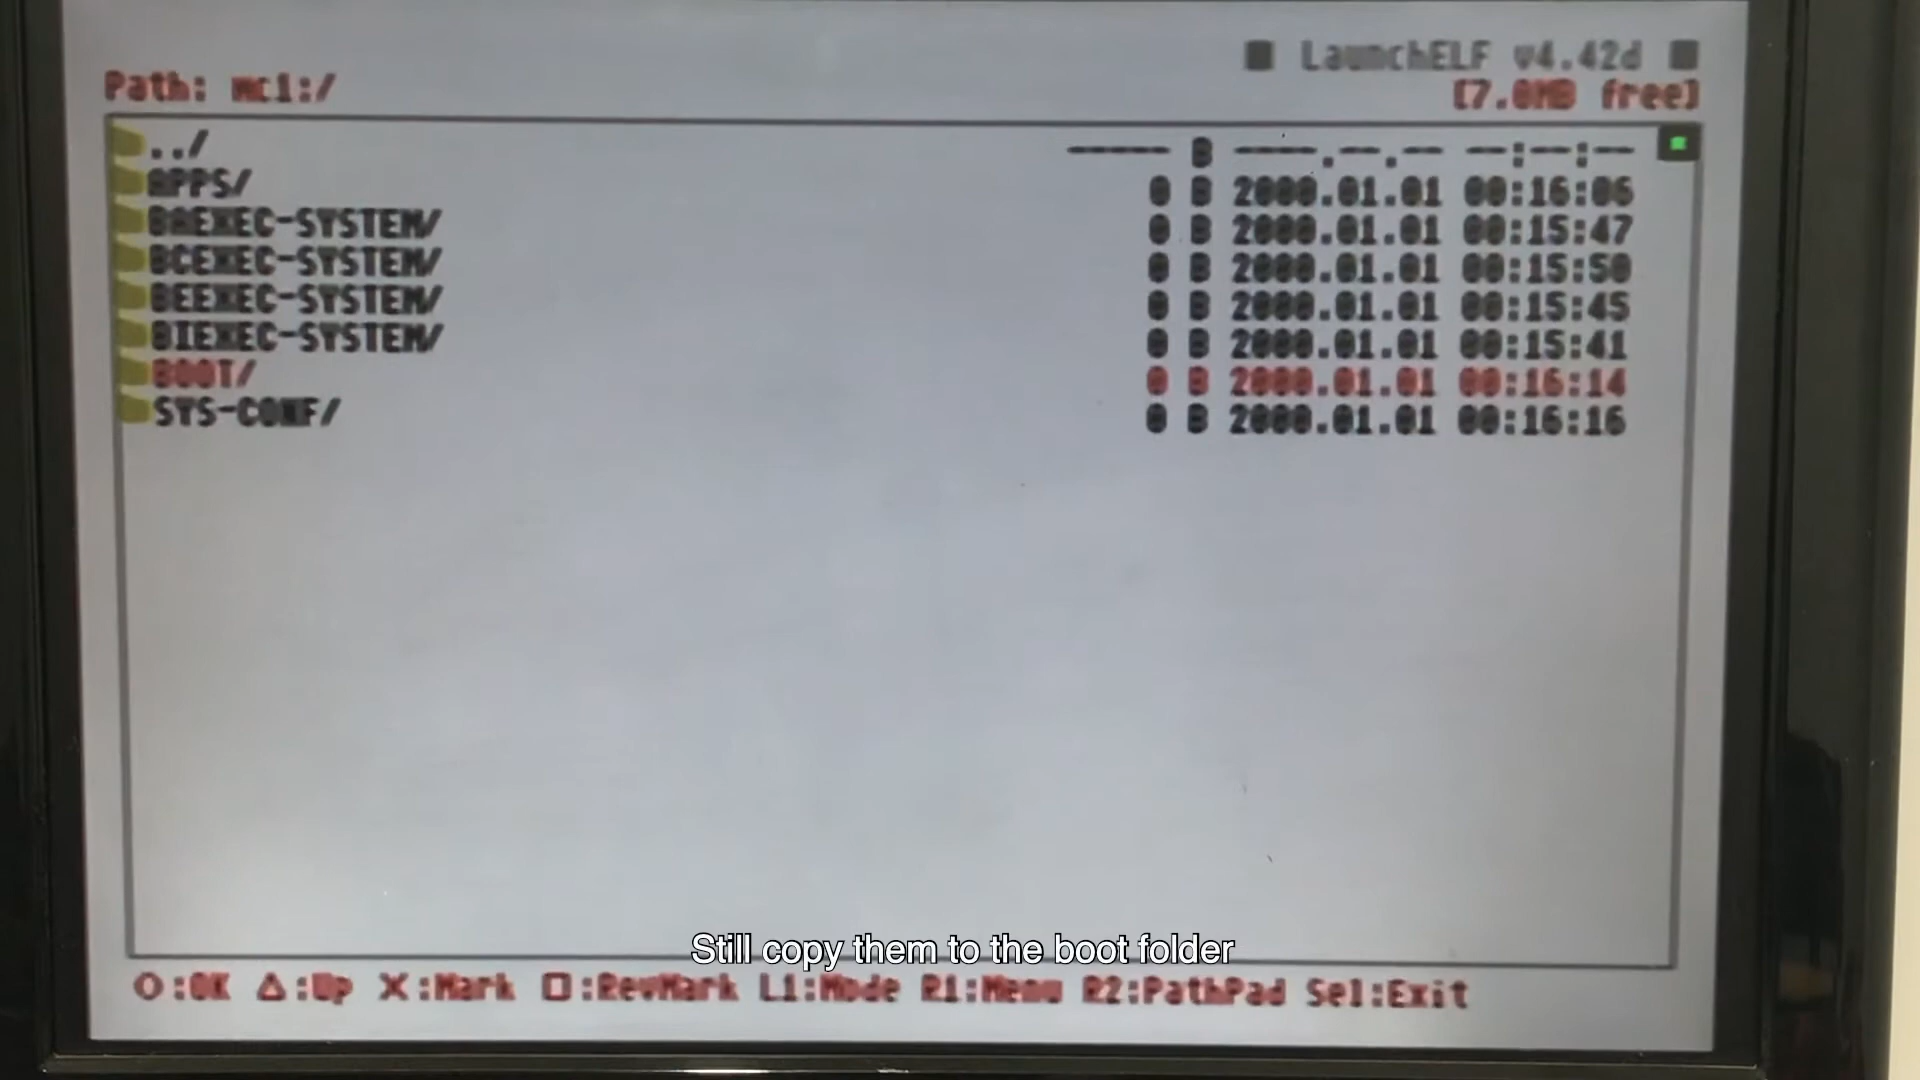 LaunchELF v4.42d
Path: mc1:/
[7.0MB free]
../ ----- B ----.--.-- --:--:--
APPS/ 0 B 2000.01.01 00:16:06
BAEXEC-SYSTEM/ 0 B 2000.01.01 00:15:47
BCEXEC-SYSTEM/ 0 B 2000.01.01 00:15:50
BEEXEC-SYSTEM/ 0 B 2000.01.01 00:15:45
BIEXEC-SYSTEM/ 0 B 2000.01.01 00:15:41
BOOT/ 0 B 2000.01.01 00:16:14
SYS-CONF/ 0 B 2000.01.01 00:16:16
Still copy them to the boot folder
O:OK △:Up X:Mark □:RevMark L1:Mode R1:Menu R2:PathPad Sel:Exit